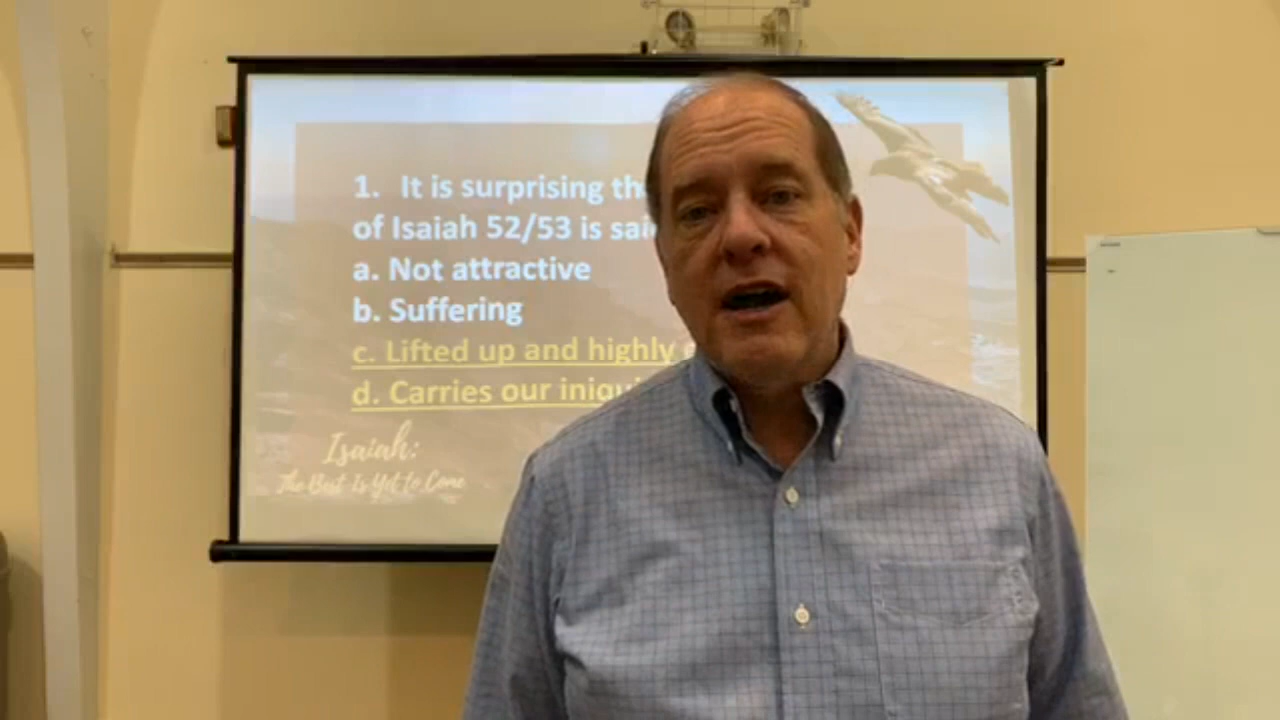 1. It is surprising th
of Isaiah 52/53 is sai
a. Not attractive
b. Suffering
c. Lifted up and highly
d. Carries our iniqui
Isaiah:
The Best Is Yet to Come